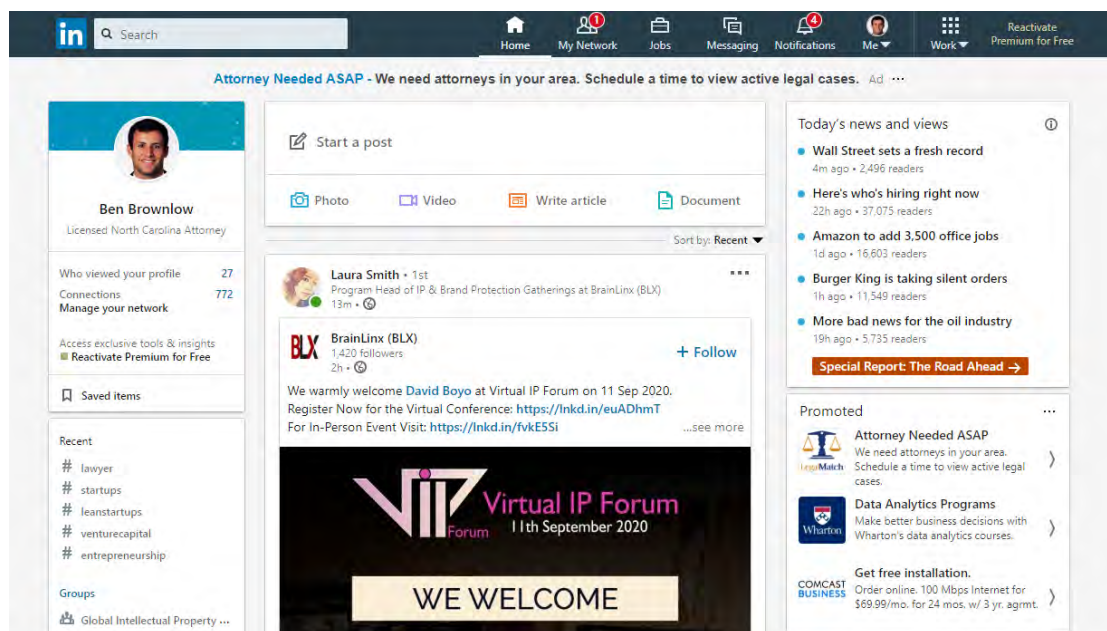 in
Search
1
4
Home
My Network
Jobs
Messaging
Notifications
Me
Work
Reactivate
Premium for Free
Attorney Needed ASAP - We need attorneys in your area. Schedule a time to view active legal cases. Ad ...
Ben Brownlow
Licensed North Carolina Attorney
Who viewed your profile 27
Connections 772
Manage your network
Access exclusive tools & insights
Reactivate Premium for Free
Saved items
Recent
# lawyer
# startups
# leanstartups
# venturecapital
# entrepreneurship
Groups
Global Intellectual Property ...
Start a post
Photo
Video
Write article
Document
Sort by: Recent
Laura Smith • 1st
Program Head of IP & Brand Protection Gatherings at BrainLinx (BLX)
13m •
BLX
BrainLinx (BLX)
1,420 followers
2h •
+ Follow
We warmly welcome David Boyo at Virtual IP Forum on 11 Sep 2020.
Register Now for the Virtual Conference: https://lnkd.in/euADhmT
For In-Person Event Visit: https://lnkd.in/fvkE5Si
...see more
VIP
Forum
Virtual IP Forum
11th September 2020
WE WELCOME
Today's news and views
Wall Street sets a fresh record
4m ago • 2,496 readers
Here's who's hiring right now
22h ago • 37,075 readers
Amazon to add 3,500 office jobs
1d ago • 16,603 readers
Burger King is taking silent orders
1h ago • 11,549 readers
More bad news for the oil industry
19h ago • 5,735 readers
Special Report: The Road Ahead →
Promoted
...
LegalMatch
Attorney Needed ASAP
We need attorneys in your area.
Schedule a time to view active legal
cases.
Wharton
Data Analytics Programs
Make better business decisions with
Wharton's data analytics courses.
COMCAST
BUSINESS
Get free installation.
Order online. 100 Mbps Internet for
$69.99/mo. for 24 mos. w/ 3 yr. agrmt.